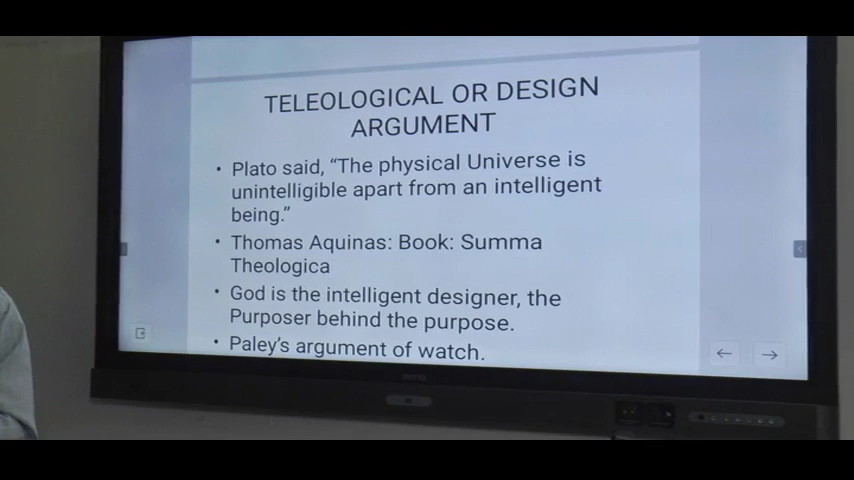 TELEOLOGICAL OR DESIGN
ARGUMENT
• Plato said, “The physical Universe is
unintelligible apart from an intelligent
being.”
• Thomas Aquinas: Book: Summa
Theologica
• God is the intelligent designer, the
Purposer behind the purpose.
• Paley’s argument of watch.